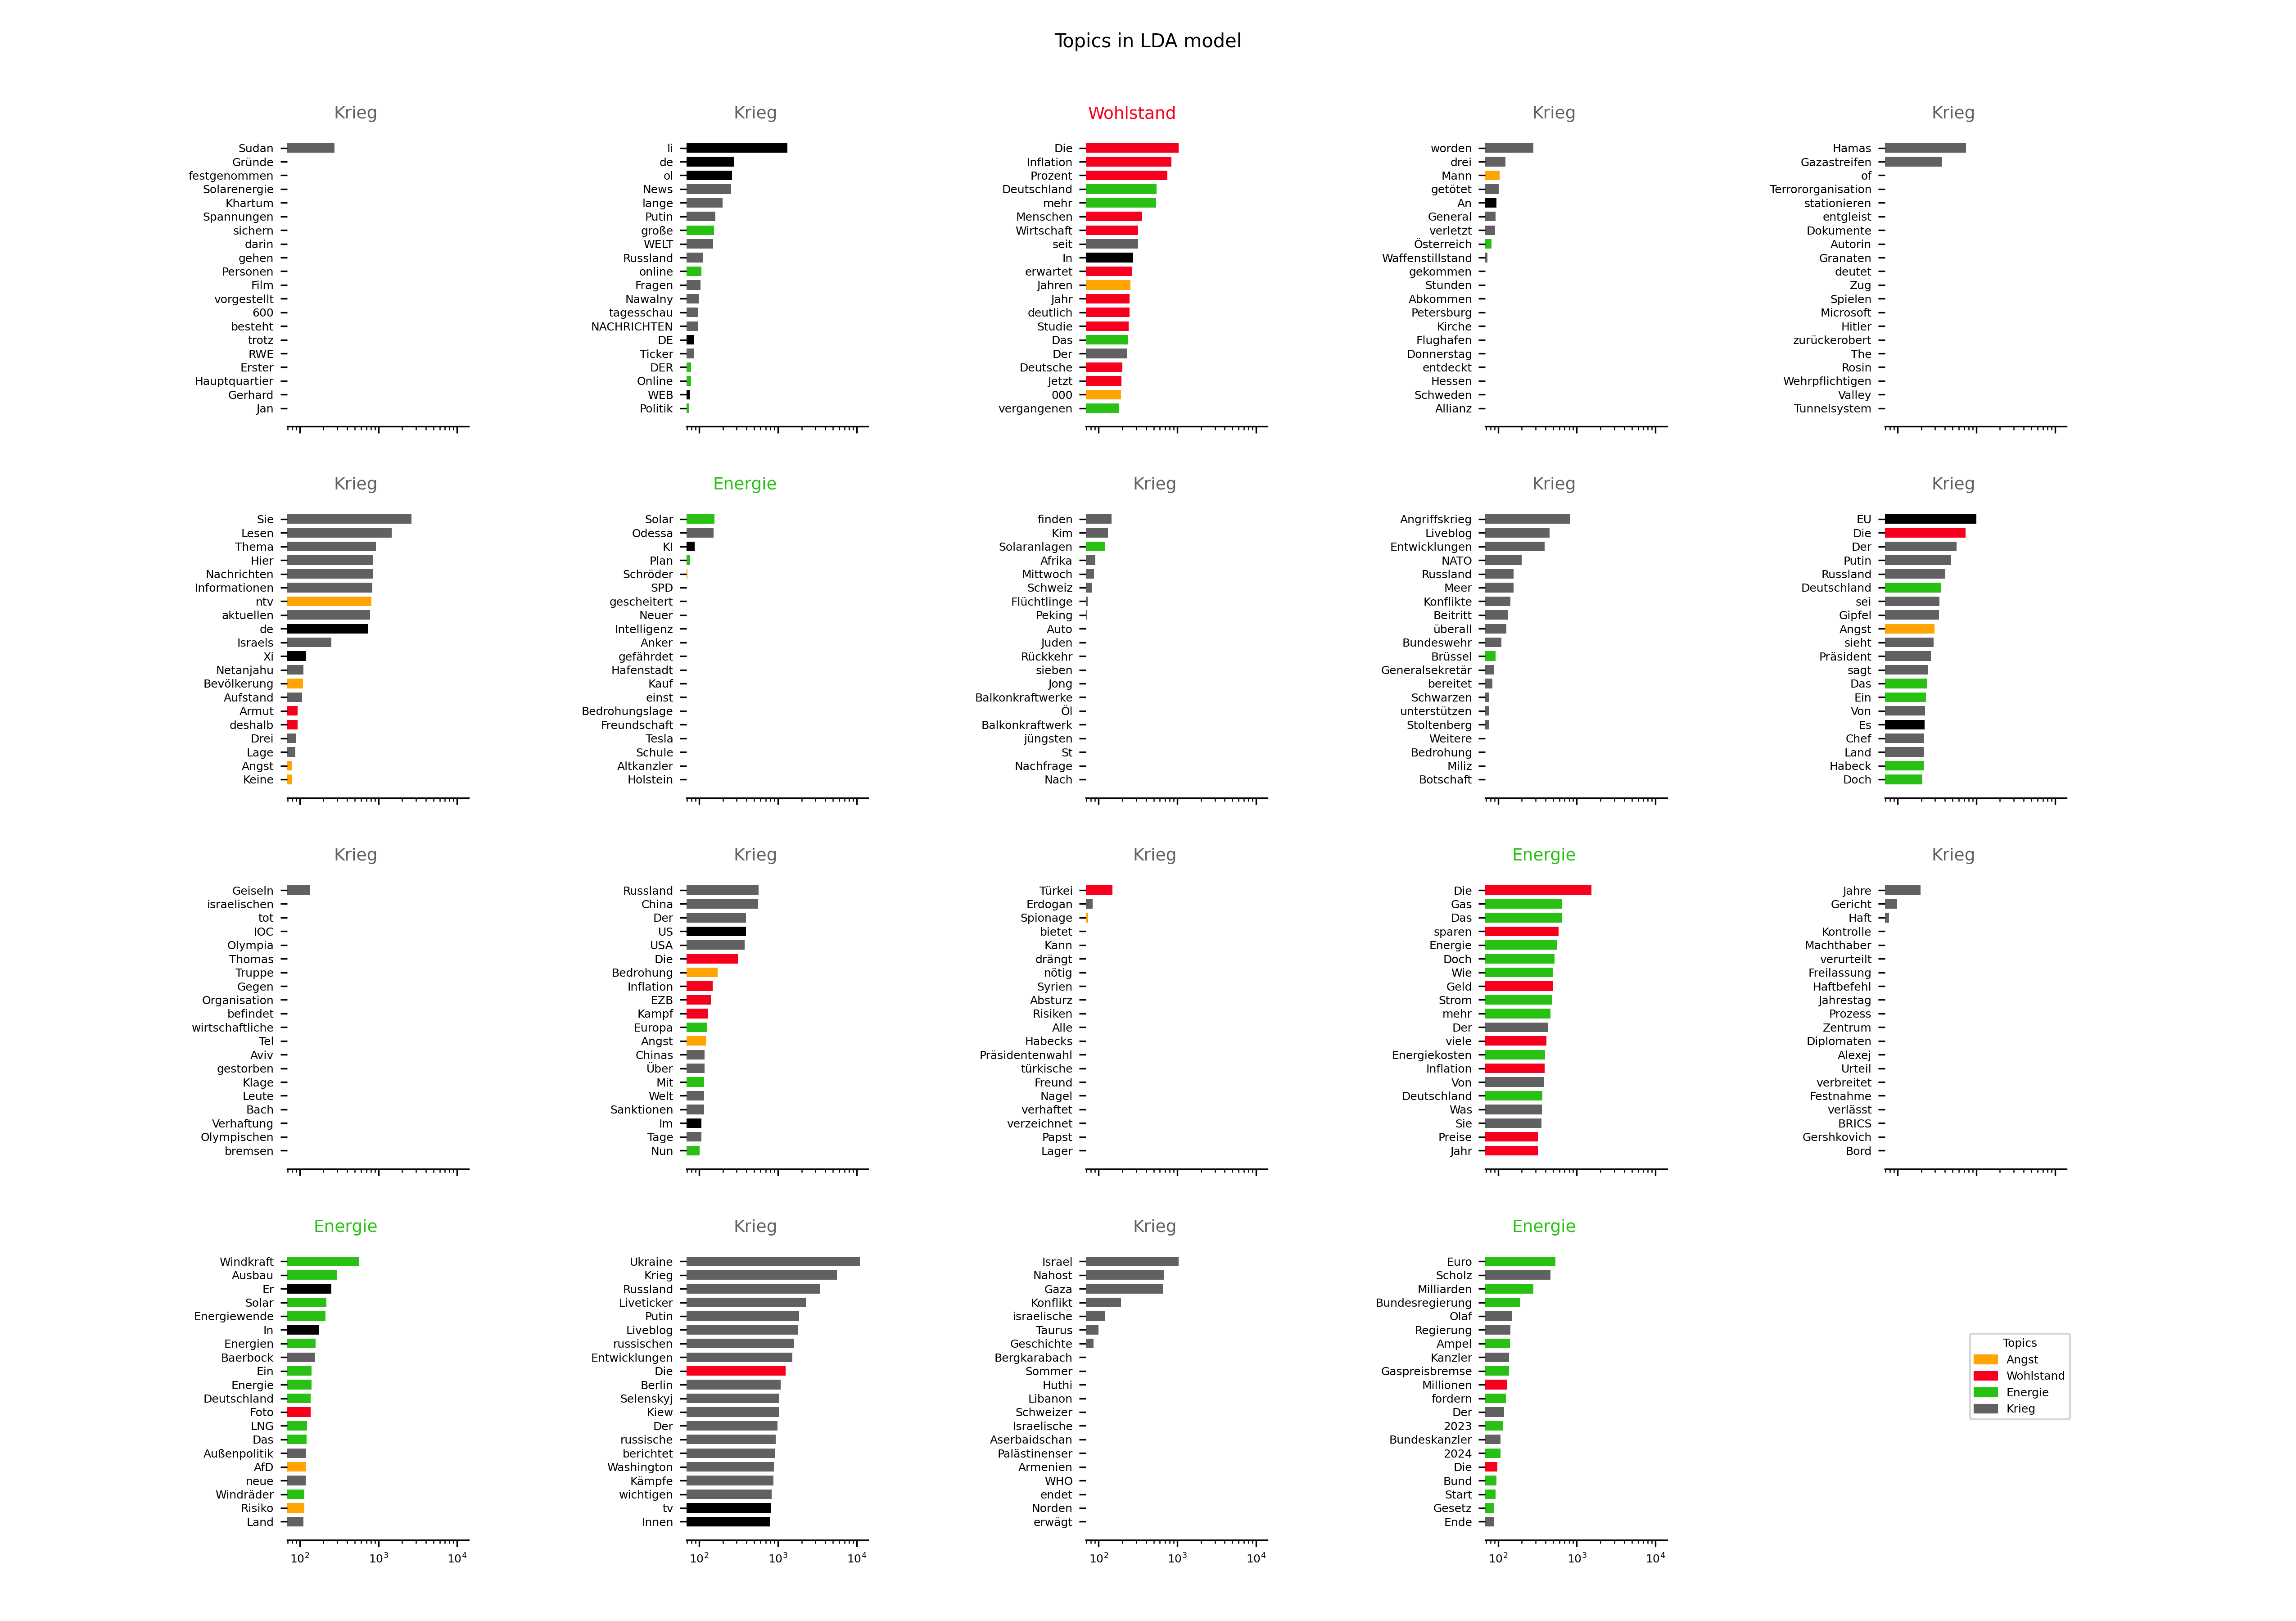 Topics in LDA model
Krieg
Sudan
Gründe
festgenommen
Solarenergie
Khartum
Spannungen
sichern
darin
gehen
Personen
Film
vorgestellt
600
besteht
trotz
RWE
Erster
Hauptquartier
Gerhard
Jan
Krieg
li
de
ol
News
lange
Putin
große
WELT
Russland
online
Fragen
Nawalny
tagesschau
NACHRICHTEN
DE
Ticker
DER
Online
WEB
Politik
Wohlstand
Die
Inflation
Prozent
Deutschland
mehr
Menschen
Wirtschaft
seit
In
erwartet
Jahren
Jahr
deutlich
Studie
Das
Der
Deutsche
Jetzt
000
vergangenen
Krieg
worden
drei
Mann
getötet
An
General
verletzt
Österreich
Waffenstillstand
gekommen
Stunden
Abkommen
Petersburg
Kirche
Flughafen
Donnerstag
entdeckt
Hessen
Schweden
Allianz
Krieg
Hamas
Gazastreifen
of
Terrororganisation
stationieren
entgleist
Dokumente
Autorin
Granaten
deutet
Zug
Spielen
Microsoft
Hitler
zurückerobert
The
Rosin
Wehrpflichtigen
Valley
Tunnelsystem
Krieg
Sie
Lesen
Thema
Hier
Nachrichten
Informationen
ntv
aktuellen
de
Israels
Xi
Netanjahu
Bevölkerung
Aufstand
Armut
deshalb
Drei
Lage
Angst
Keine
Energie
Solar
Odessa
KI
Plan
Schröder
SPD
gescheitert
Neuer
Intelligenz
Anker
gefährdet
Hafenstadt
Kauf
einst
Bedrohungslage
Freundschaft
Tesla
Schule
Altkanzler
Holstein
Krieg
finden
Kim
Solaranlagen
Afrika
Mittwoch
Schweiz
Flüchtlinge
Peking
Auto
Juden
Rückkehr
sieben
Jong
Balkonkraftwerke
Öl
Balkonkraftwerk
jüngsten
St
Nachfrage
Nach
Krieg
Angriffskrieg
Liveblog
Entwicklungen
NATO
Russland
Meer
Konflikte
Beitritt
überall
Bundeswehr
Brüssel
Generalsekretär
bereitet
Schwarzen
unterstützen
Stoltenberg
Weitere
Bedrohung
Miliz
Botschaft
Krieg
EU
Die
Der
Putin
Russland
Deutschland
sei
Gipfel
Angst
sieht
Präsident
sagt
Das
Ein
Von
Es
Chef
Land
Habeck
Doch
Krieg
Geiseln
israelischen
tot
IOC
Olympia
Thomas
Truppe
Gegen
Organisation
befindet
wirtschaftliche
Tel
Aviv
gestorben
Klage
Leute
Bach
Verhaftung
Olympischen
bremsen
Krieg
Russland
China
Der
US
USA
Die
Bedrohung
Inflation
EZB
Kampf
Europa
Angst
Chinas
Über
Mit
Welt
Sanktionen
Im
Tage
Nun
Krieg
Türkei
Erdogan
Spionage
bietet
Kann
drängt
nötig
Syrien
Absturz
Risiken
Alle
Habecks
Präsidentenwahl
türkische
Freund
Nagel
verhaftet
verzeichnet
Papst
Lager
Energie
Die
Gas
Das
sparen
Energie
Doch
Wie
Geld
Strom
mehr
Der
viele
Energiekosten
Inflation
Von
Deutschland
Was
Sie
Preise
Jahr
Krieg
Jahre
Gericht
Haft
Kontrolle
Machthaber
verurteilt
Freilassung
Haftbefehl
Jahrestag
Prozess
Zentrum
Diplomaten
Alexej
Urteil
verbreitet
Festnahme
verlässt
BRICS
Gershkovich
Bord
Energie
Windkraft
Ausbau
Er
Solar
Energiewende
In
Energien
Baerbock
Ein
Energie
Deutschland
Foto
LNG
Das
Außenpolitik
AfD
neue
Windräder
Risiko
Land
10² 10³ 10⁴
Krieg
Ukraine
Krieg
Russland
Liveticker
Putin
Liveblog
russischen
Entwicklungen
Die
Berlin
Selenskyj
Kiew
Der
russische
berichtet
Washington
Kämpfe
wichtigen
tv
Innen
10² 10³ 10⁴
Krieg
Israel
Nahost
Gaza
Konflikt
israelische
Taurus
Geschichte
Bergkarabach
Sommer
Huthi
Libanon
Schweizer
Israelische
Aserbaidschan
Palästinenser
Armenien
WHO
endet
Norden
erwägt
10² 10³ 10⁴
Energie
Euro
Scholz
Milliarden
Bundesregierung
Olaf
Regierung
Ampel
Kanzler
Gaspreisbremse
Millionen
fordern
Der
2023
Bundeskanzler
2024
Die
Bund
Start
Gesetz
Ende
10² 10³ 10⁴
Topics
Angst
Wohlstand
Energie
Krieg